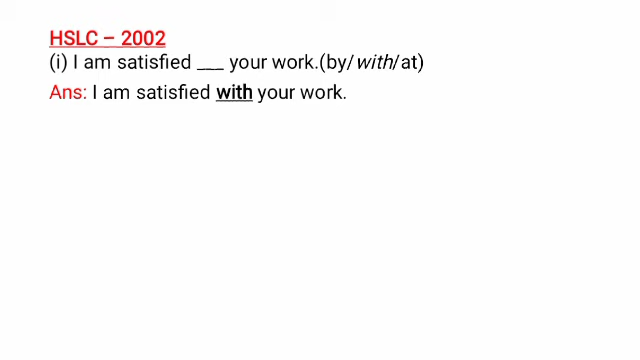 HSLC – 2002
(i) I am satisfied ___ your work.(by/with/at)
Ans: I am satisfied with your work.